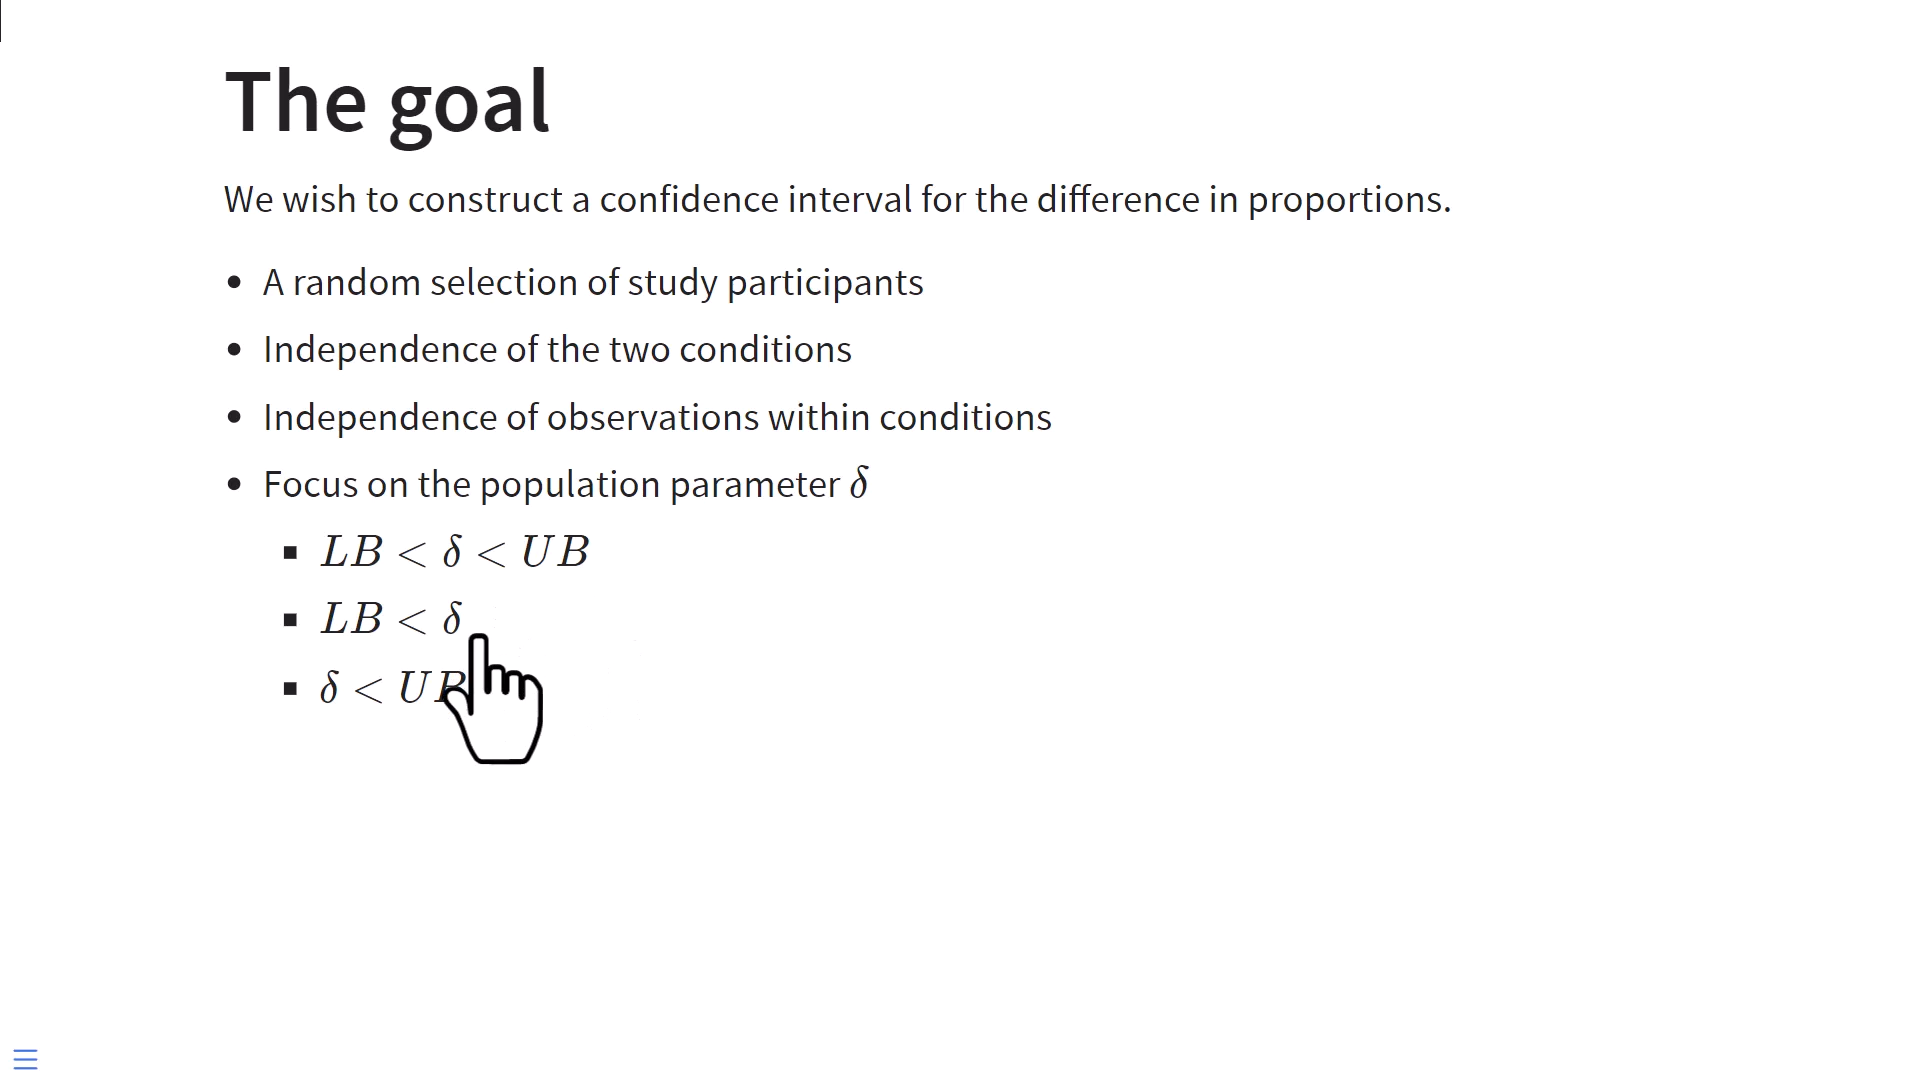 The goal
We wish to construct a confidence interval for the difference in proportions.
• A random selection of study participants
• Independence of the two conditions
• Independence of observations within conditions
• Focus on the population parameter δ
▪ LB < δ < UB
▪ LB < δ
▪ δ < UB